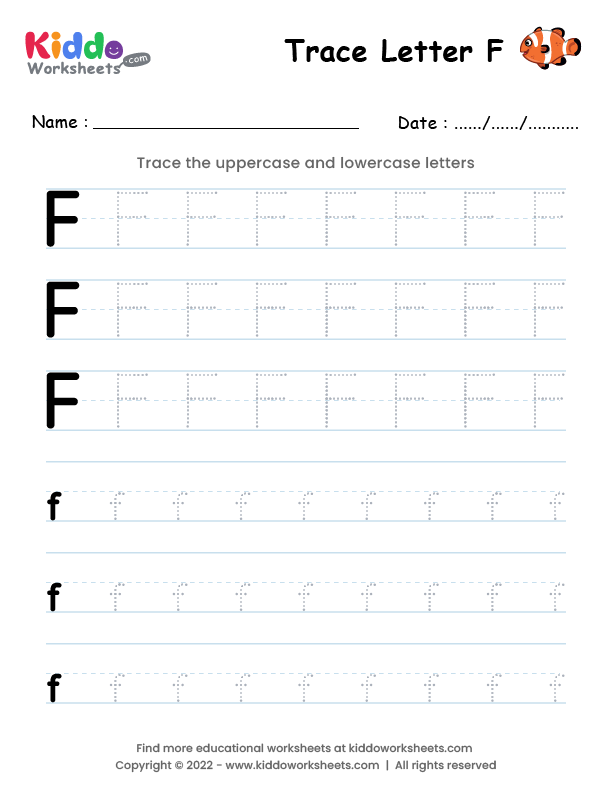 Kiddo
Worksheets.com
Trace Letter F
Name : 
Date : ....../....../...........
Trace the uppercase and lowercase letters
F F F F F F F F
F F F F F F F F
F F F F F F F F
f f f f f f f f f
f f f f f f f f f
f f f f f f f f f
Find more educational worksheets at kiddoworksheets.com
Copyright © 2022 - www.kiddoworksheets.com | All rights reserved